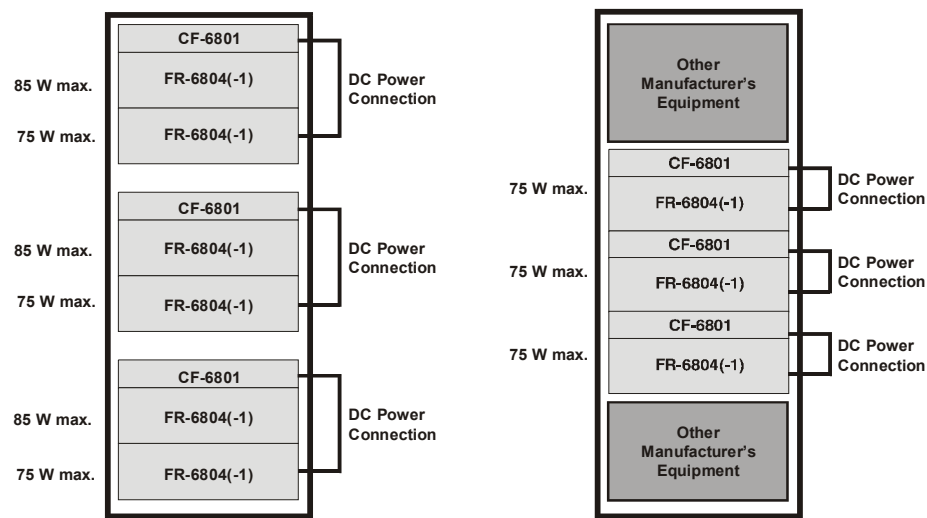 CF-6801
85 W max.
FR-6804(-1)
75 W max.
FR-6804(-1)
DC Power
Connection
CF-6801
85 W max.
FR-6804(-1)
75 W max.
FR-6804(-1)
DC Power
Connection
CF-6801
85 W max.
FR-6804(-1)
75 W max.
FR-6804(-1)
DC Power
Connection
Other
Manufacturer’s
Equipment
CF-6801
75 W max.
FR-6804(-1)
DC Power
Connection
CF-6801
75 W max.
FR-6804(-1)
DC Power
Connection
CF-6801
75 W max.
FR-6804(-1)
DC Power
Connection
Other
Manufacturer’s
Equipment